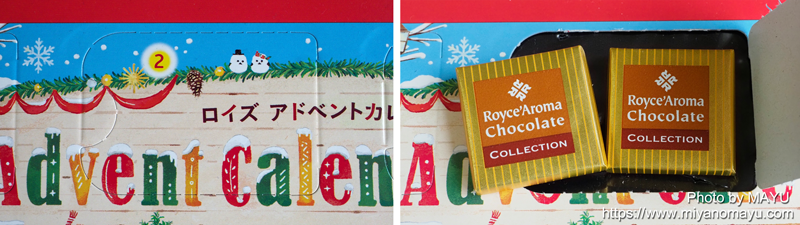 2
ロイズ アドベントカレ
Advent Calen
Royce'Aroma
Chocolate
COLLECTION
Royce'Aroma
Chocolate
COLLECTION
Photo by MAYU
https://www.miyanomayu.com